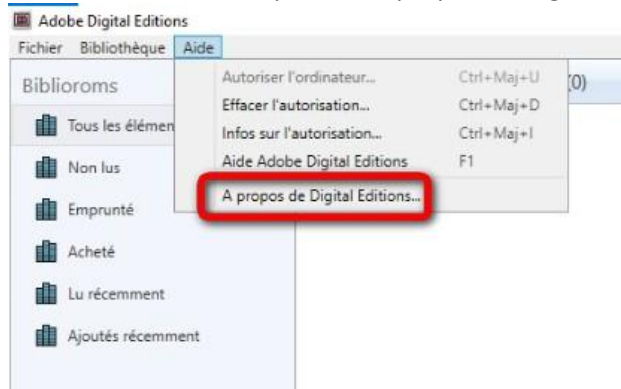 Adobe Digital Editions
Fichier Bibliothèque Aide
Biblioroms
Autoriser l'ordinateur... Ctrl+Maj+U
(0)
Effacer l'autorisation... Ctrl+Maj+D
Infos sur l'autorisation... Ctrl+Maj+I
Aide Adobe Digital Editions F1
A propos de Digital Editions...
Tous les élémen
Non lus
Emprunté
Acheté
Lu récemment
Ajoutés récemment